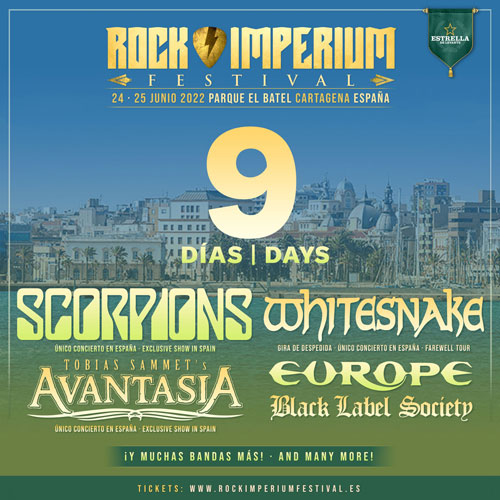 ROCK IMPERIUM
FESTIVAL
24 - 25 JUNIO 2022 PARQUE EL BATEL CARTAGENA ESPAÑA
ESTRELLA
DE LEVANTE
9
DÍAS | DAYS
SCORPIONS
ÚNICO CONCIERTO EN ESPAÑA · EXCLUSIVE SHOW IN SPAIN
WHITESNAKE
GIRA DE DESPEDIDA · ÚNICO CONCIERTO EN ESPAÑA · FAREWELL TOUR
TOBIAS SAMMET's
AVANTASIA
ÚNICO CONCIERTO EN ESPAÑA · EXCLUSIVE SHOW IN SPAIN
EUROPE
Black Label Society
¡Y MUCHAS BANDAS MÁS! · AND MANY MORE!
TICKETS: WWW.ROCKIMPERIUMFESTIVAL.ES